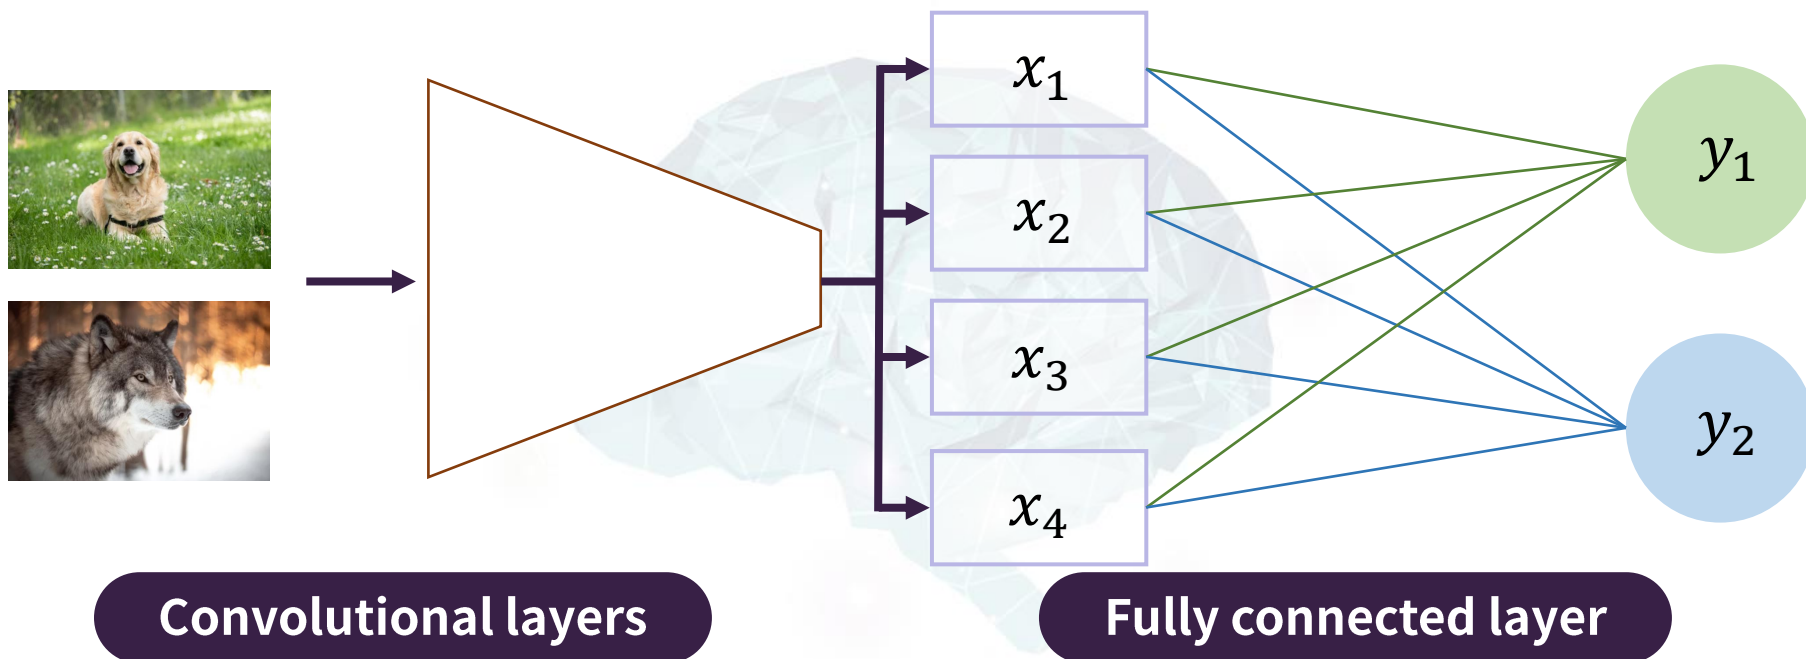 x₁
x₂
x₃
x₄
y₁
y₂
Convolutional layers
Fully connected layer